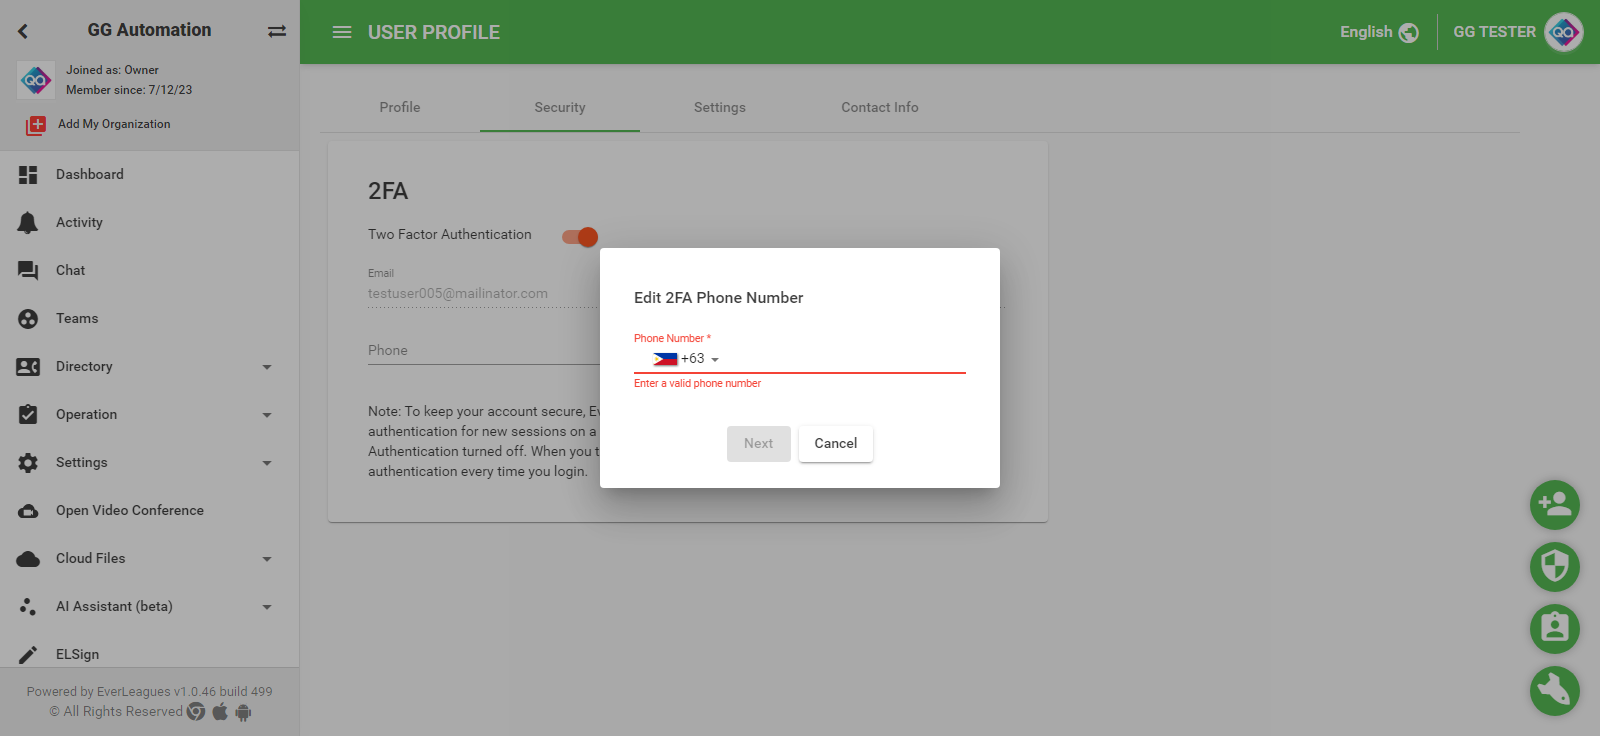 GG Automation
Joined as: Owner
Member since: 7/12/23
Add My Organization
Dashboard
Activity
Chat
Teams
Directory
Operation
Settings
Open Video Conference
Cloud Files
AI Assistant (beta)
ELSign
Powered by EverLeagues v1.0.46 build 499
© All Rights Reserved
USER PROFILE
English
GG TESTER
QA
QA
Profile
Security
Settings
Contact Info
2FA
Two Factor Authentication
Email
testuser005@mailinator.com
Phone
Note: To keep your account secure,
authentication for new sessions on a
Authentication turned off. When you
authentication every time you login.
Edit 2FA Phone Number
Phone Number *
+63
Enter a valid phone number
Next
Cancel